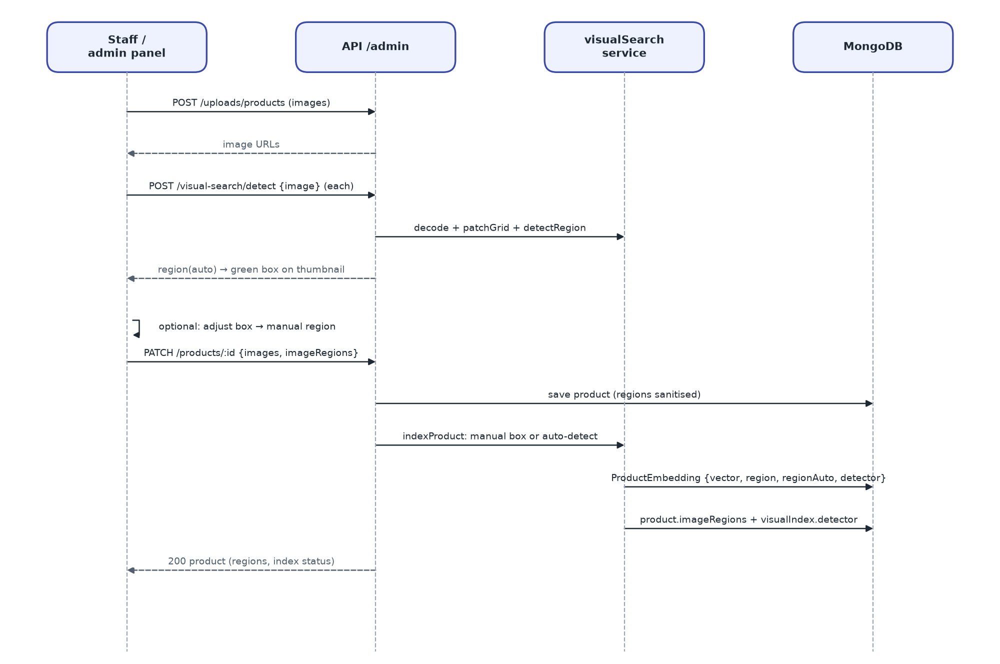 Staff /
admin panel
API /admin
visualSearch
service
MongoDB
POST /uploads/products (images)
image URLs
POST /visual-search/detect {image} (each)
decode + patchGrid + detectRegion
region(auto) → green box on thumbnail
optional: adjust box → manual region
PATCH /products/:id {images, imageRegions}
save product (regions sanitised)
indexProduct: manual box or auto-detect
ProductEmbedding {vector, region, regionAuto, detector}
product.imageRegions + visualIndex.detector
200 product (regions, index status)